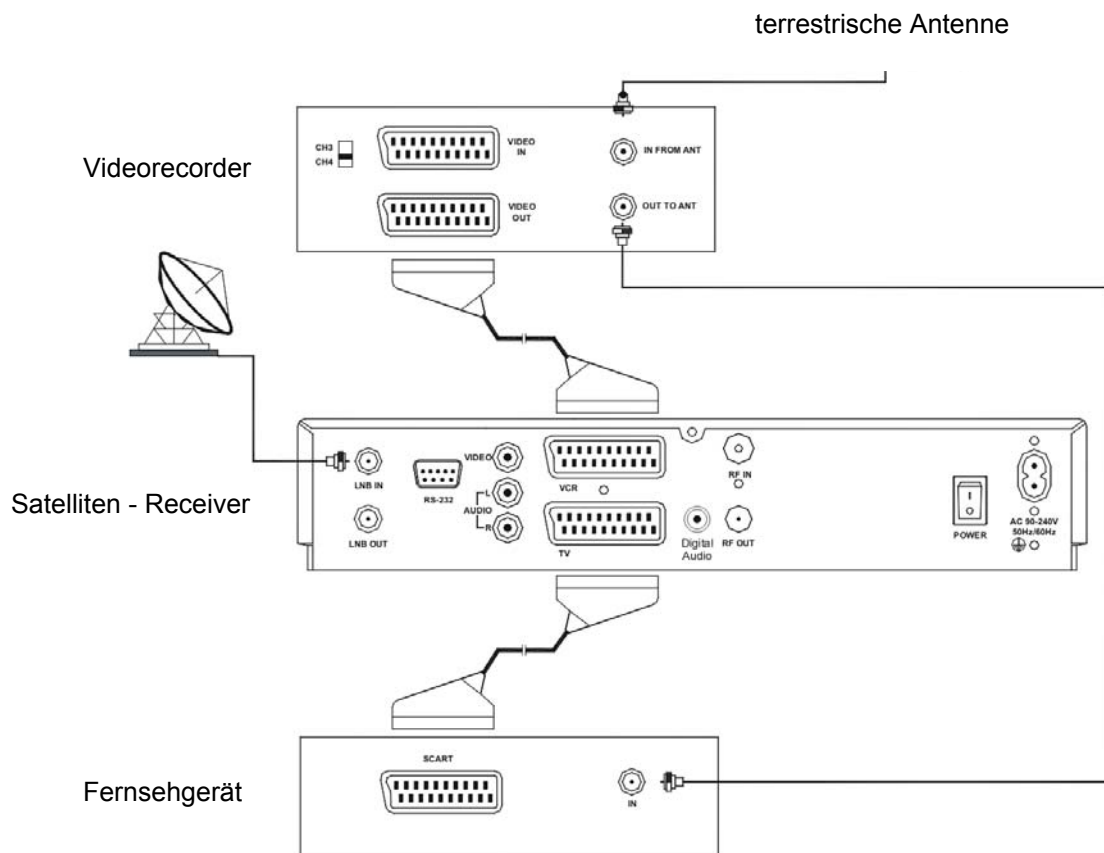 terrestrische Antenne
Videorecorder
CH3
CH4
VIDEO
IN
IN FROM ANT
VIDEO
OUT
OUT TO ANT
Satelliten - Receiver
LNB IN
LNB OUT
RS-232
VIDEO
AUDIO
L
R
VCR
TV
Digital
Audio
RF IN
RF OUT
I
POWER
AC 90-240V
50Hz/60Hz
Fernsehgerät
SCART
IN